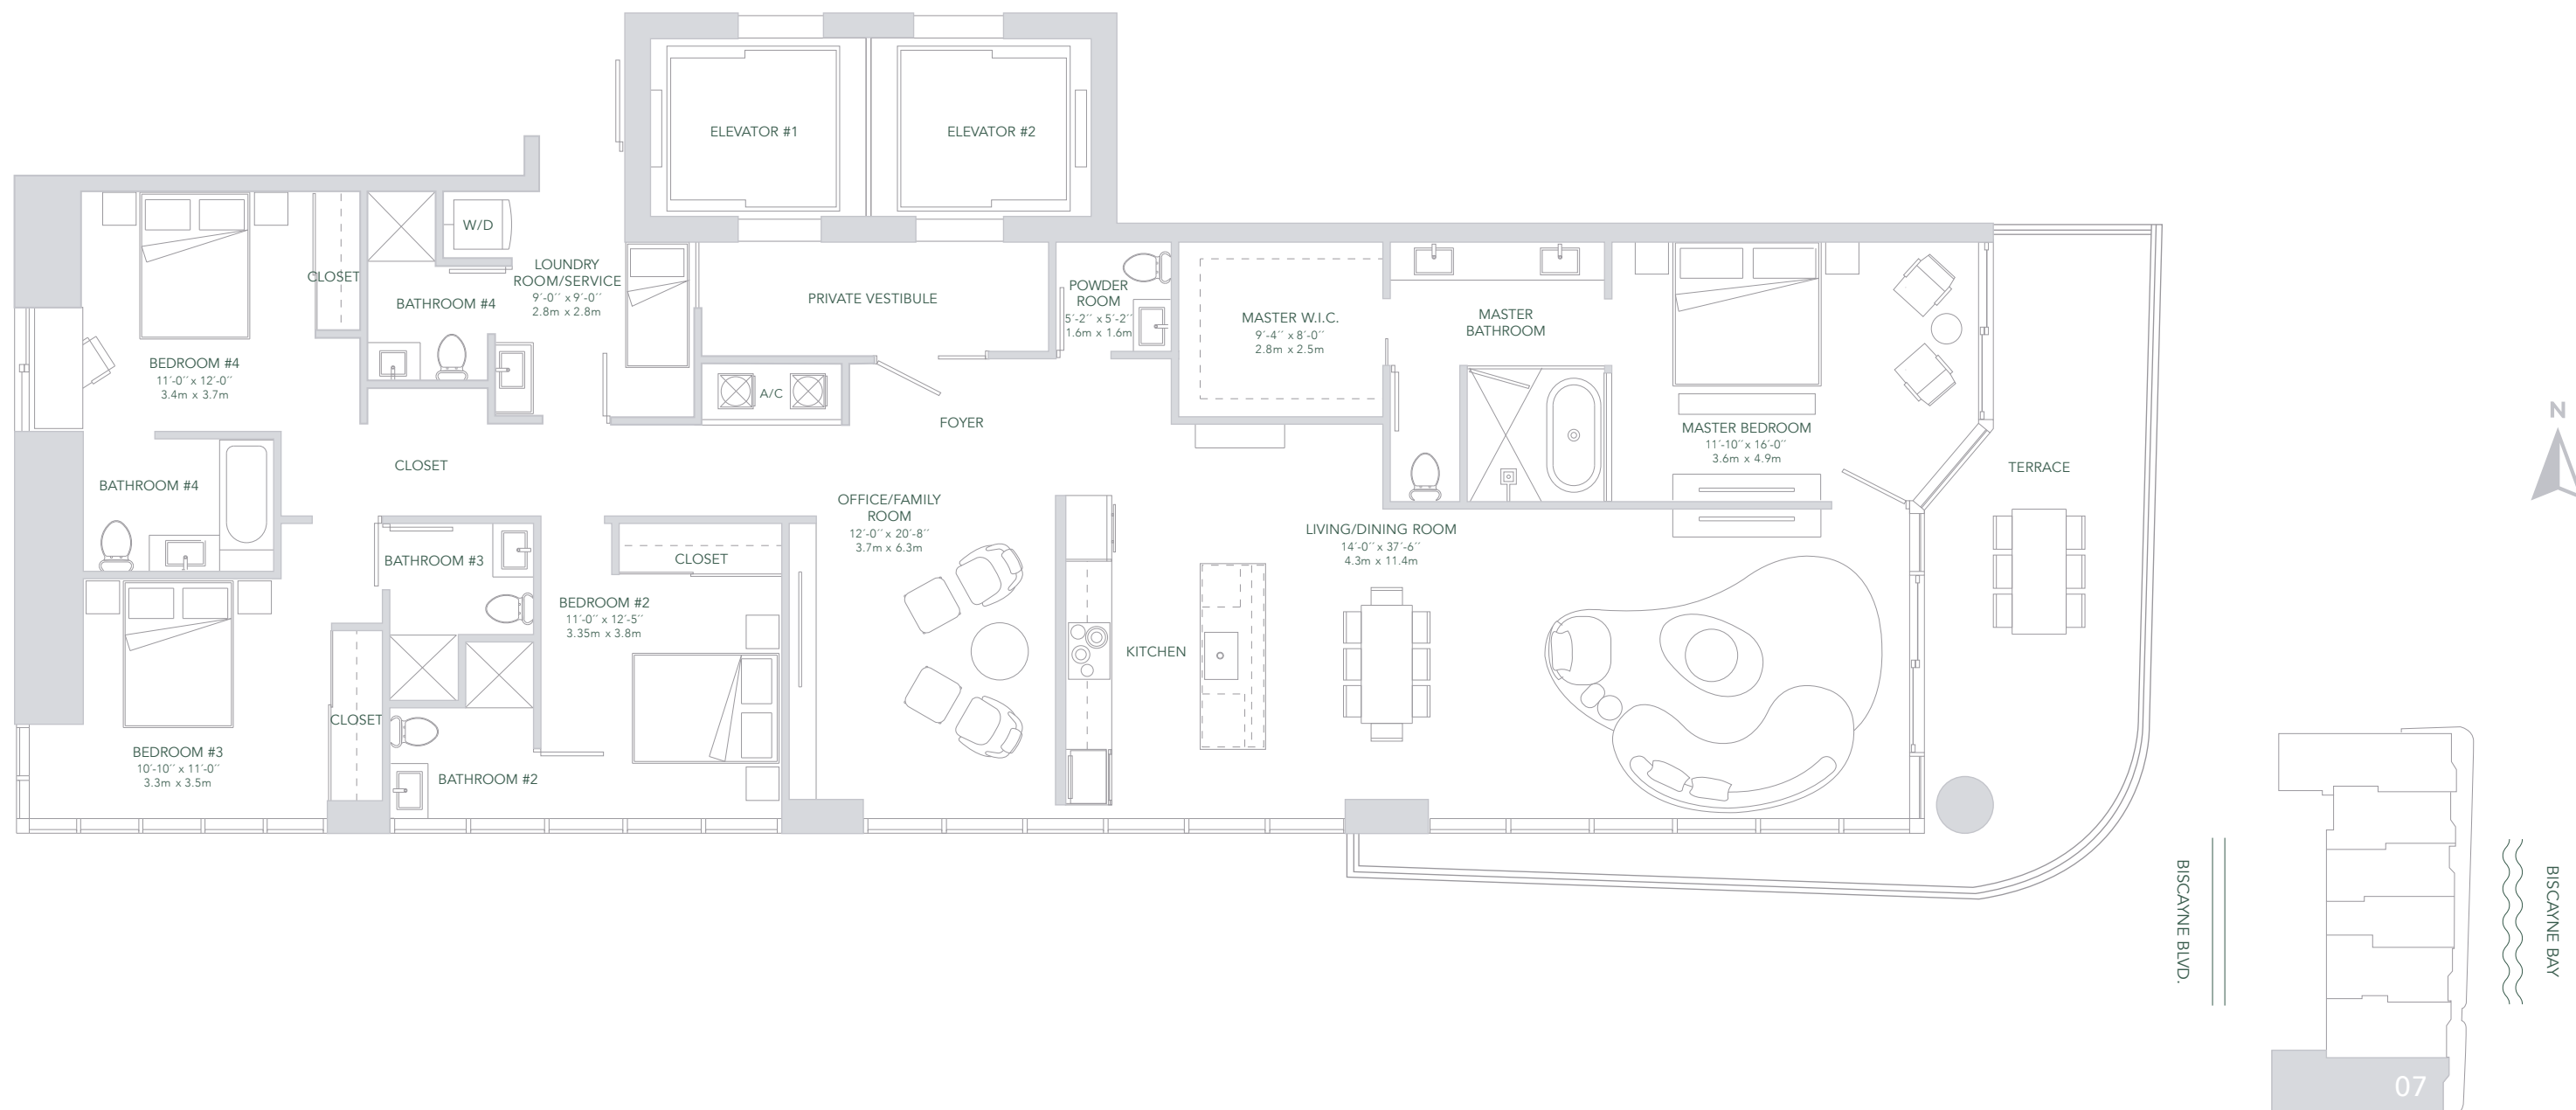 ELEVATOR #1
ELEVATOR #2
W/D
CLOSET
BATHROOM #4
LOUNDRY
ROOM/SERVICE
9´-0´´ x 9´-0´´
2.8m x 2.8m
PRIVATE VESTIBULE
POWDER
ROOM
5´-2´´ x 5´-2´´
1.6m x 1.6m
MASTER W.I.C.
9´-4´´ x 8´-0´´
2.8m x 2.5m
MASTER
BATHROOM
BEDROOM #4
11´-0´´ x 12´-0´´
3.4m x 3.7m
A/C
FOYER
MASTER BEDROOM
11´-10´´ x 16´-0´´
3.6m x 4.9m
TERRACE
N
CLOSET
BATHROOM #4
OFFICE/FAMILY
ROOM
12´-0´´ x 20´-8´´
3.7m x 6.3m
LIVING/DINING ROOM
14´-0´´ x 37´-6´´
4.3m x 11.4m
BATHROOM #3
CLOSET
BEDROOM #2
11´-0´´ x 12´-5´´
3.35m x 3.8m
KITCHEN
CLOSET
BEDROOM #3
10´-10´´ x 11´-0´´
3.3m x 3.5m
BATHROOM #2
BISCAYNE BLVD.
BISCAYNE BAY
07